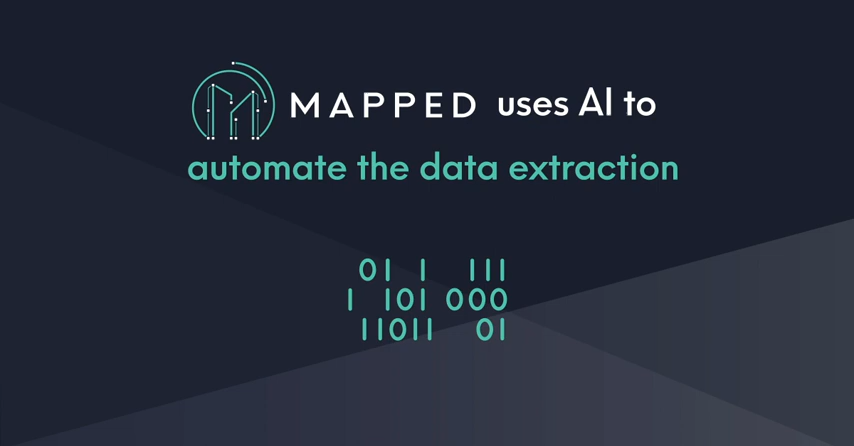 MAPPED uses AI to
automate the data extraction
01 1 111
1 101 000
11011 01